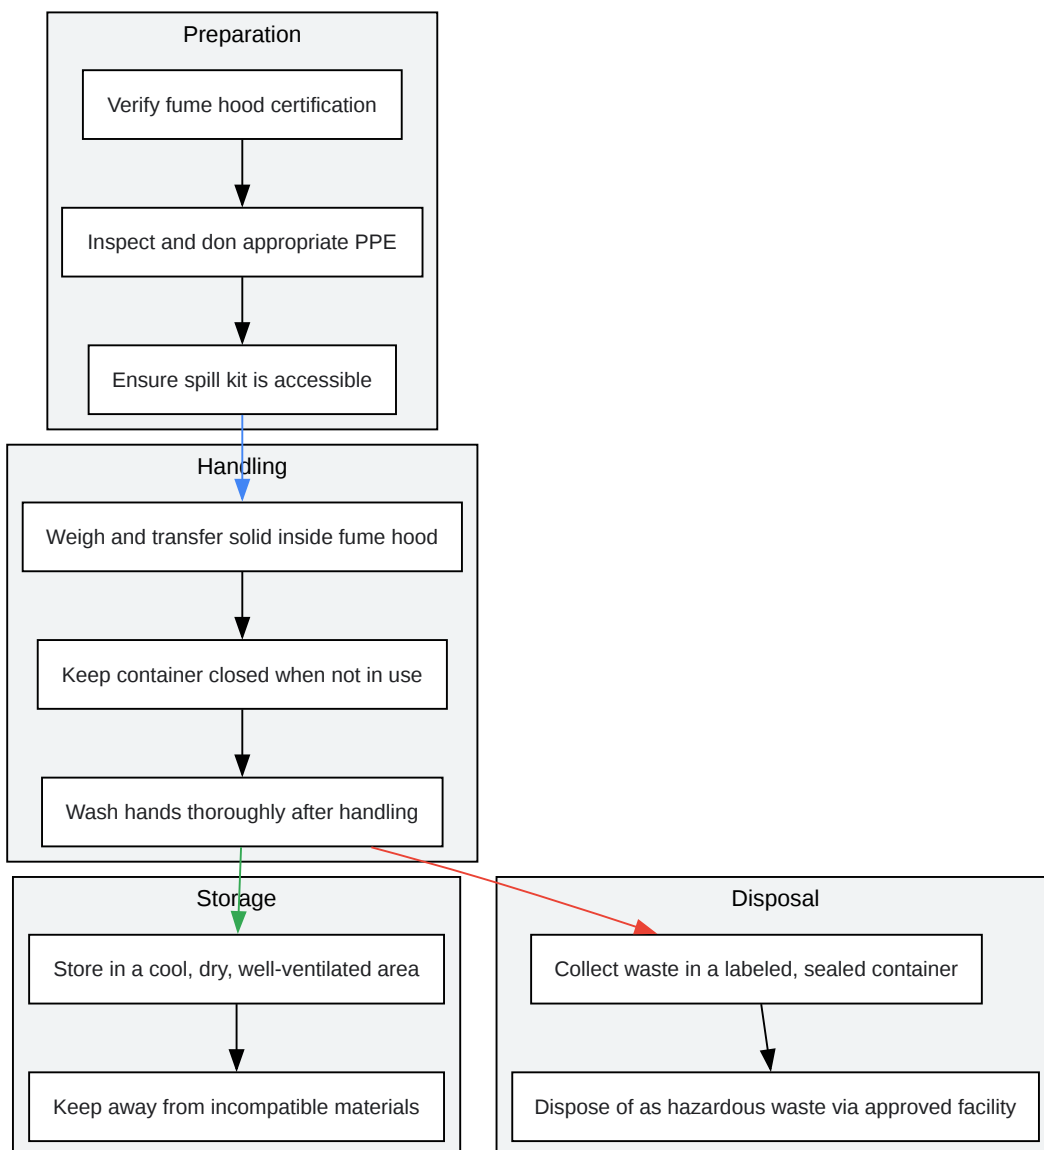 Preparation
Verify fume hood certification
Inspect and don appropriate PPE
Ensure spill kit is accessible
Handling
Weigh and transfer solid inside fume hood
Keep container closed when not in use
Wash hands thoroughly after handling
Storage
Store in a cool, dry, well-ventilated area
Keep away from incompatible materials
Disposal
Collect waste in a labeled, sealed container
Dispose of as hazardous waste via approved facility